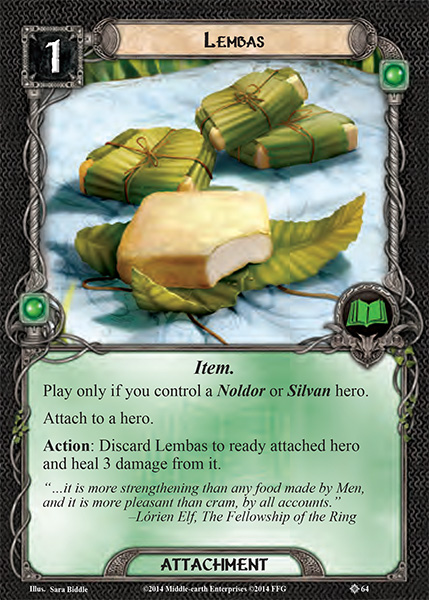 LEMBAS
1
Item.
Play only if you control a Noldor or Silvan hero.
Attach to a hero.
Action: Discard Lembas to ready attached hero
and heal 3 damage from it.
“...it is more strengthening than any food made by Men,
and it is more pleasant than cram, by all accounts.”
–Lórien Elf, The Fellowship of the Ring
ATTACHMENT
Illus. Sara Biddle
©2014 Middle-earth Enterprises ©2014 FFG
64